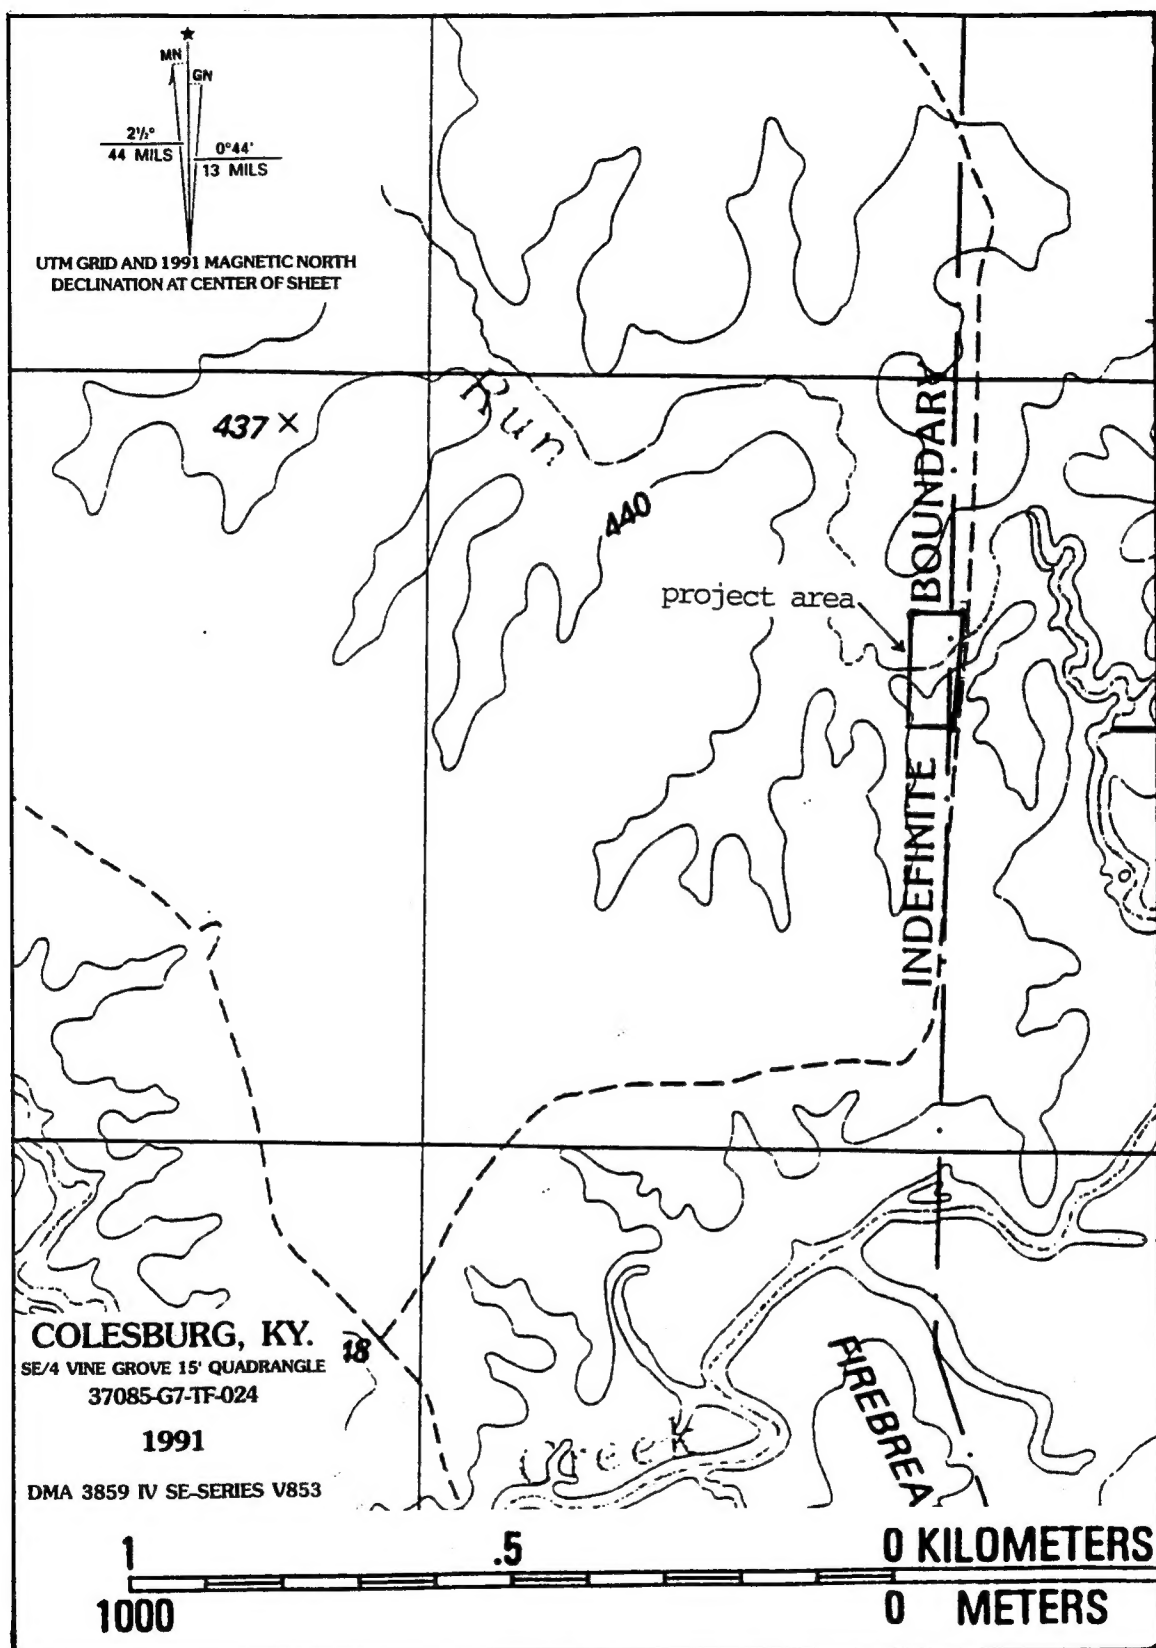 MN
GN
2½°
44 MILS
0°44'
13 MILS
UTM GRID AND 1991 MAGNETIC NORTH
DECLINATION AT CENTER OF SHEET
437
Run
440
project area
INDEFINITE BOUNDARY
COLESBURG, KY.
SE/4 VINE GROVE 15' QUADRANGLE
37085-G7-TF-024
1991
DMA 3859 IV SE-SERIES V853
18
Creek
FIREBREA
1 .5 0 KILOMETERS
1000 0 METERS